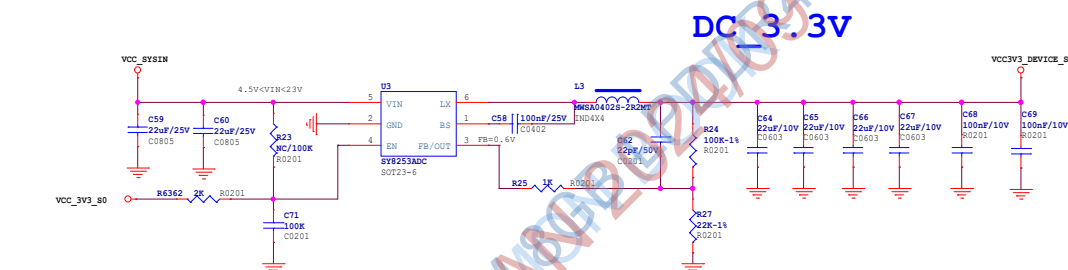 DC_3.3V
VCC_SYSIN
VCC3V3_DEVICE_S
4.5V<VIN<23V
U3
L3
5 VIN
LX 6
2 GND
BS 1
4 EN
FB/OUT 3
SY8253ADC
SOT23-6
MWSA0402S-2R2MT
IND4X4
C58 100nF/25V
C0402
FB=0.6V
C59
22uF/25V
C0805
C60
22uF/25V
C0805
R23
NC/100K
R0201
C62
22pF/50V
C0201
R24
100K-1%
R0201
C64
22uF/10V
C0603
C65
22uF/10V
C0603
C66
22uF/10V
C0603
C67
22uF/10V
C0603
C68
100nF/10V
R0201
C69
100nF/10V
R0201
R25 1K R0201
VCC_3V3_S0
R6362 2K R0201
C71
100K
C0201
R27
22K-1%
R0201